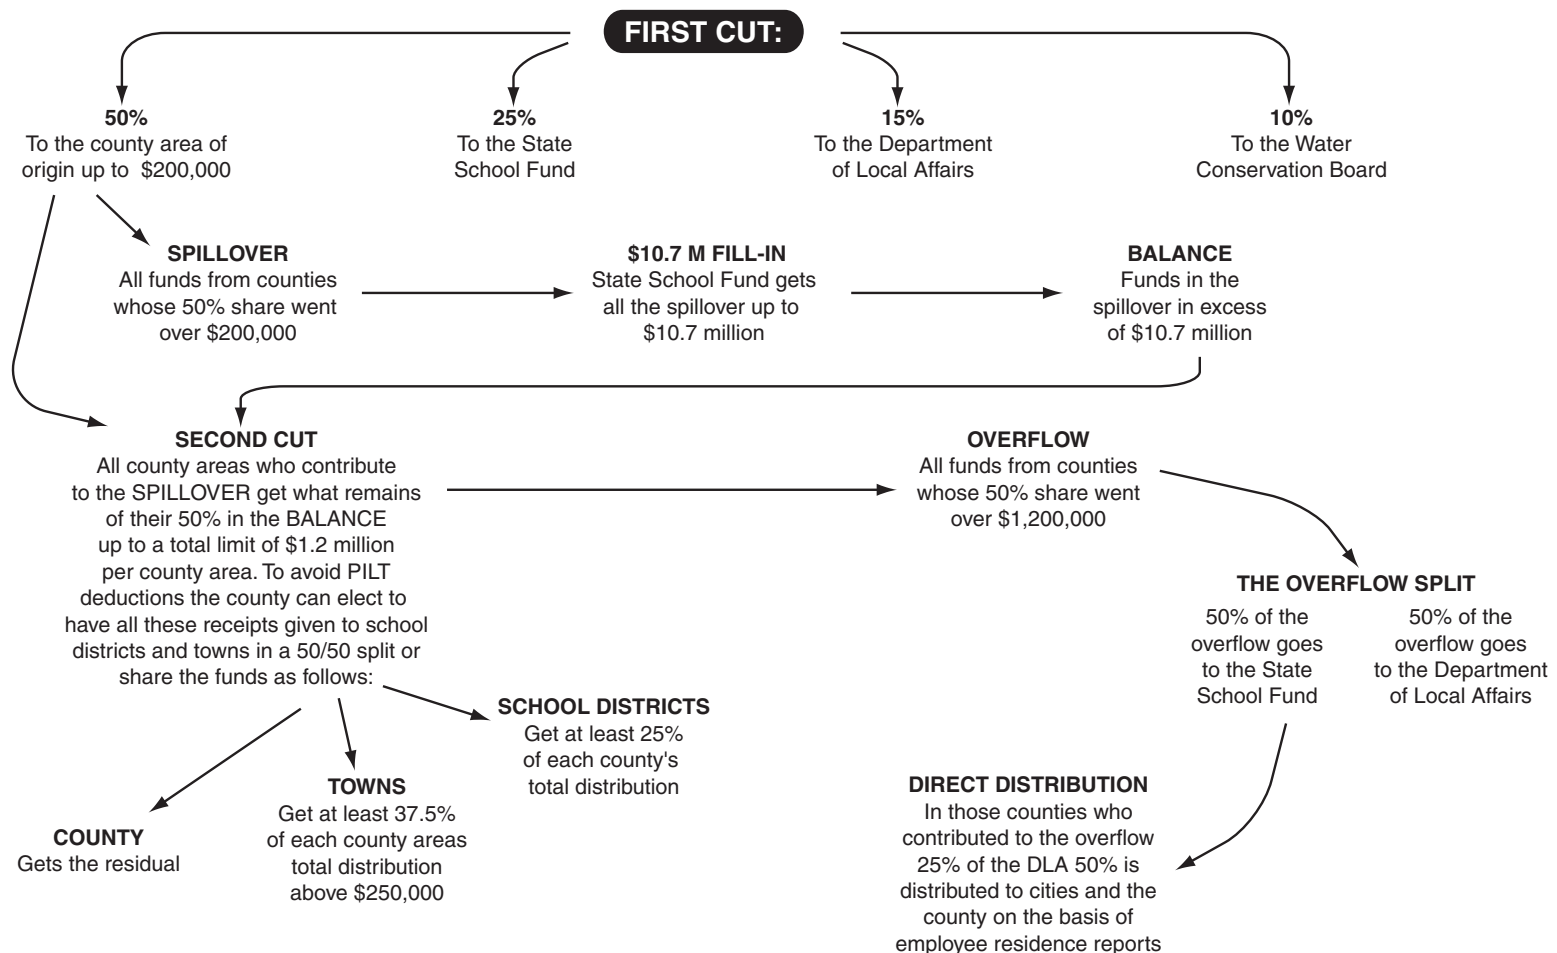 FIRST CUT:
50%
To the county area of
origin up to $200,000
25%
To the State
School Fund
15%
To the Department
of Local Affairs
10%
To the Water
Conservation Board
SPILLOVER
All funds from counties
whose 50% share went
over $200,000
$10.7 M FILL-IN
State School Fund gets
all the spillover up to
$10.7 million
BALANCE
Funds in the
spillover in excess
of $10.7 million
SECOND CUT
All county areas who contribute
to the SPILLOVER get what remains
of their 50% in the BALANCE
up to a total limit of $1.2 million
per county area. To avoid PILT
deductions the county can elect to
have all these receipts given to school
districts and towns in a 50/50 split or
share the funds as follows:
OVERFLOW
All funds from counties
whose 50% share went
over $1,200,000
THE OVERFLOW SPLIT
50% of the
overflow goes
to the State
School Fund
50% of the
overflow goes
to the Department
of Local Affairs
SCHOOL DISTRICTS
Get at least 25%
of each county's
total distribution
TOWNS
Get at least 37.5%
of each county areas
total distribution
above $250,000
COUNTY
Gets the residual
DIRECT DISTRIBUTION
In those counties who
contributed to the overflow
25% of the DLA 50% is
distributed to cities and the
county on the basis of
employee residence reports